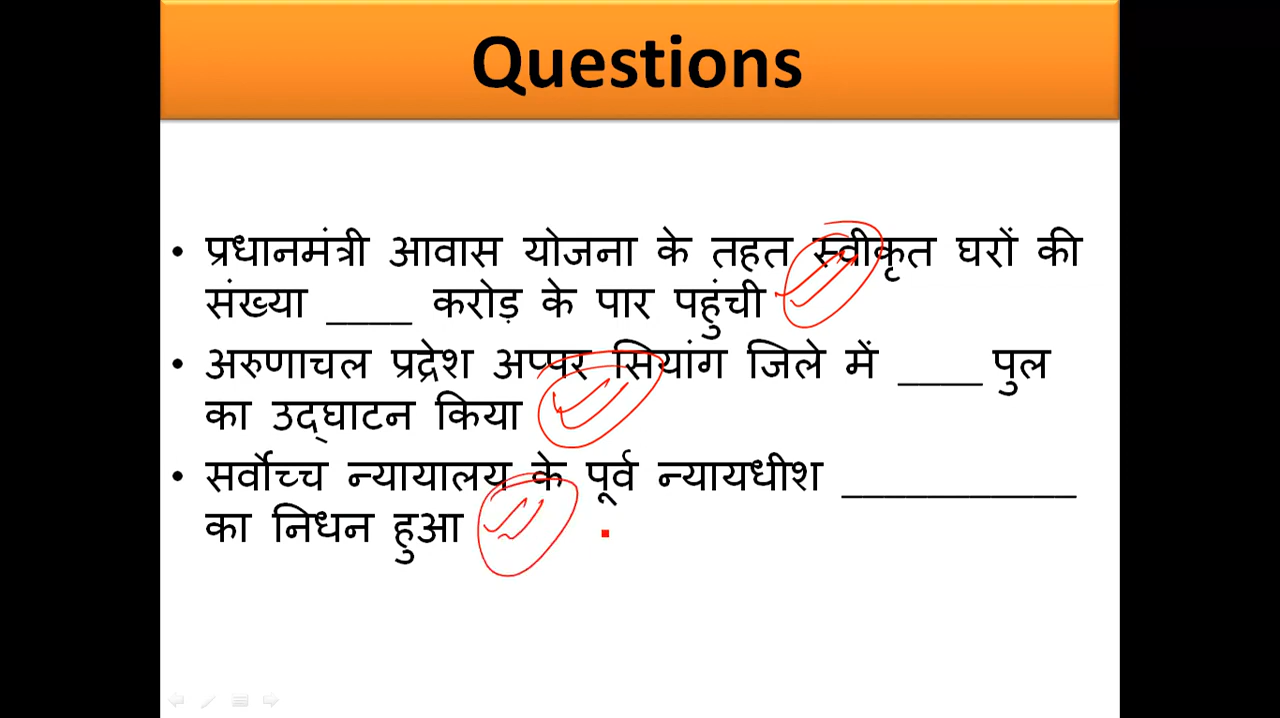 Questions
• प्रधानमंत्री आवास योजना के तहत स्वीकृत घरों की
संख्या ____ करोड़ के पार पहुंची
• अरुणाचल प्रद्रेश अप्पर सियांग जिले में ____ पुल
का उद्घाटन किया
• सर्वोच्च न्यायालय के पूर्व न्यायधीश ___________
का निधन हुआ